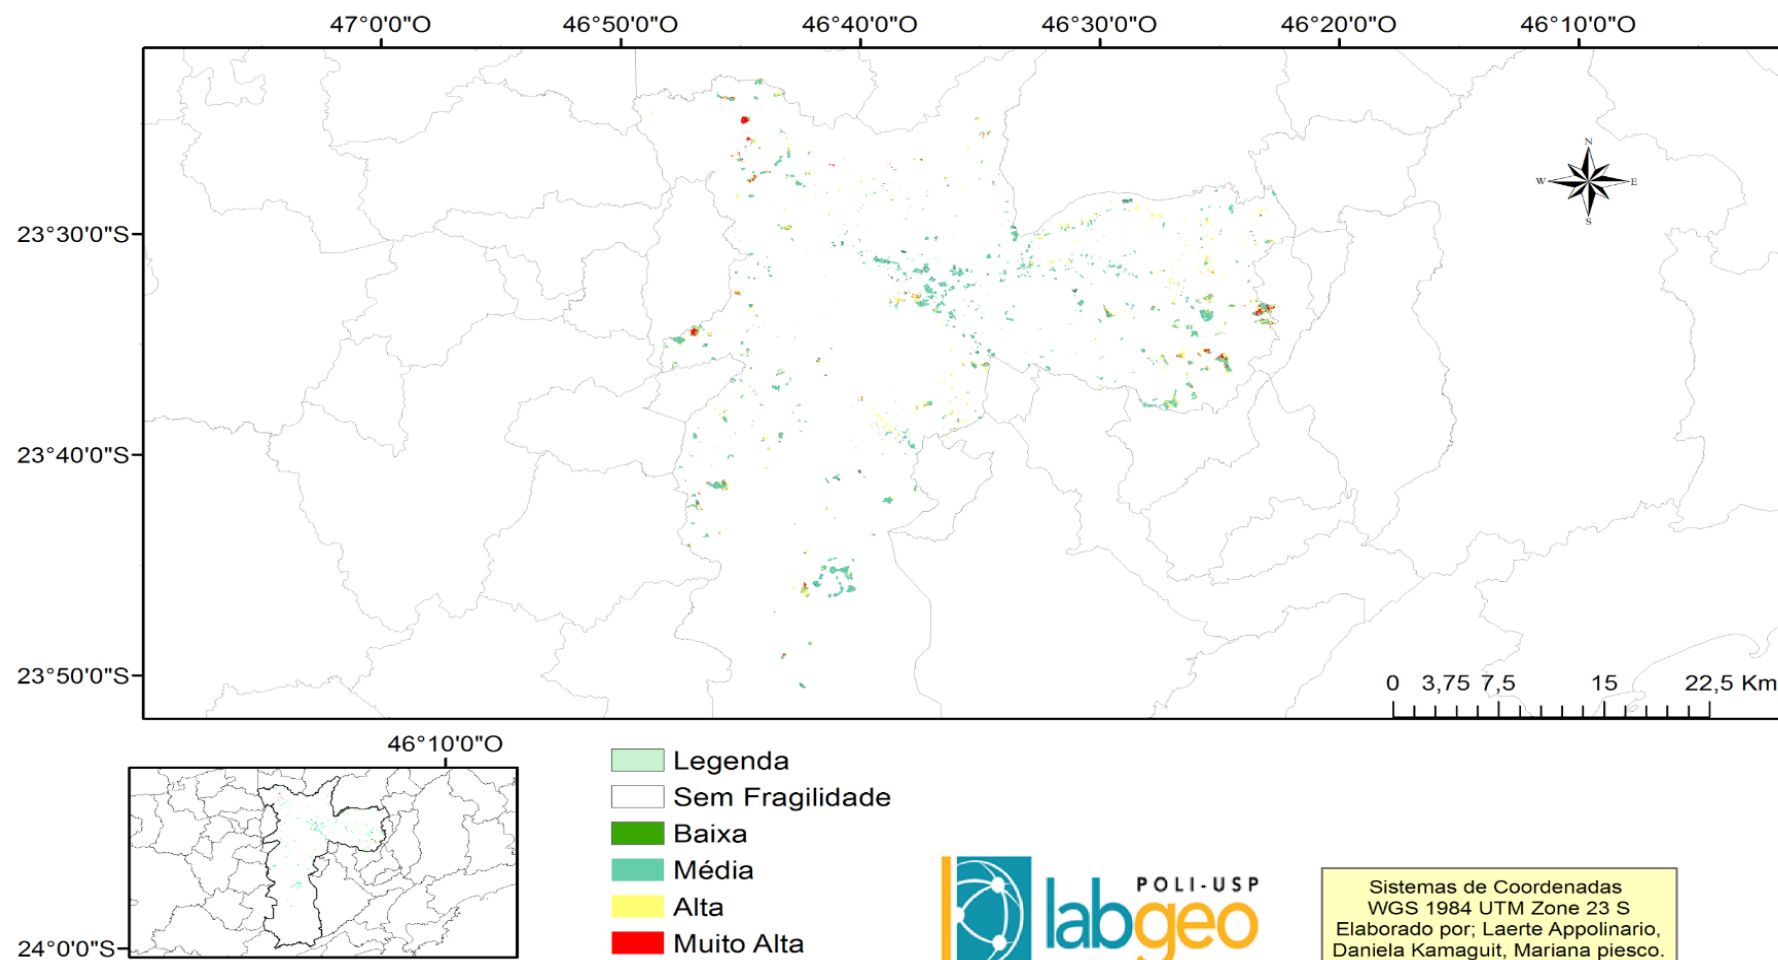 47°0'0"O 46°50'0"O 46°40'0"O 46°30'0"O 46°20'0"O 46°10'0"O
N
W E
S
23°30'0"S
23°40'0"S
23°50'0"S
0 3,75 7,5 15 22,5 Km
46°10'0"O
24°0'0"S
Legenda
Sem Fragilidade
Baixa
Média
Alta
Muito Alta
POLI-USP
labgeo
Sistemas de Coordenadas
WGS 1984 UTM Zone 23 S
Elaborado por; Laerte Appolinario,
Daniela Kamaguit, Mariana piesco.